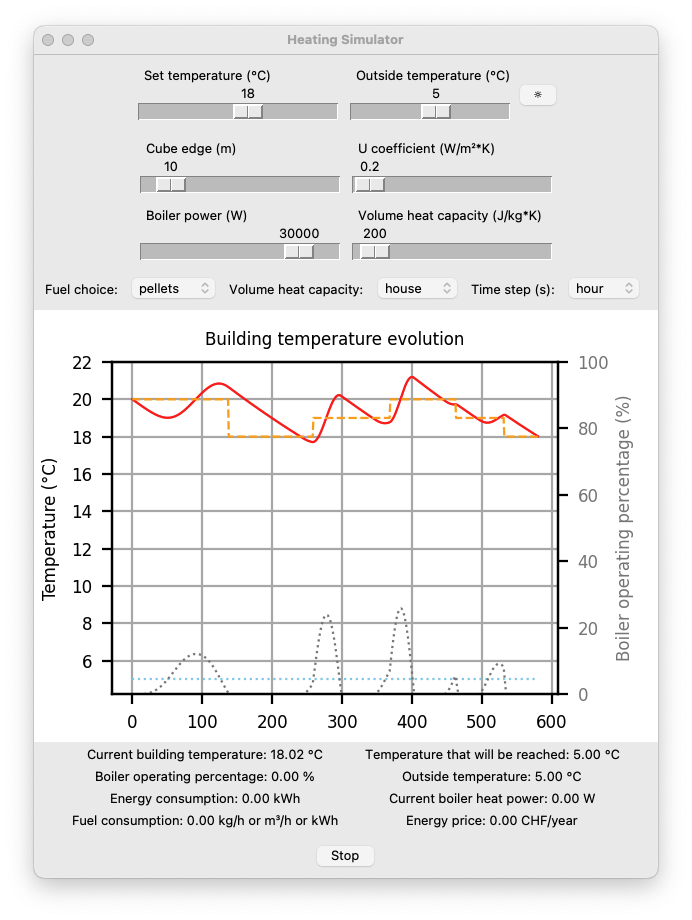 Heating Simulator
Set temperature (°C) Outside temperature (°C)
18 5
Cube edge (m) U coefficient (W/m²*K)
10 0.2
Boiler power (W) Volume heat capacity (J/kg*K)
30000 200
Fuel choice: pellets Volume heat capacity: house Time step (s): hour
Building temperature evolution
22 100
20
18 80
16
60
14
12
40
10
8 20
6
0
Temperature (°C)
Boiler operating percentage (%)
0 100 200 300 400 500 600
Current building temperature: 18.02 °C Temperature that will be reached: 5.00 °C
Boiler operating percentage: 0.00 % Outside temperature: 5.00 °C
Energy consumption: 0.00 kWh Current boiler heat power: 0.00 W
Fuel consumption: 0.00 kg/h or m³/h or kWh Energy price: 0.00 CHF/year
Stop